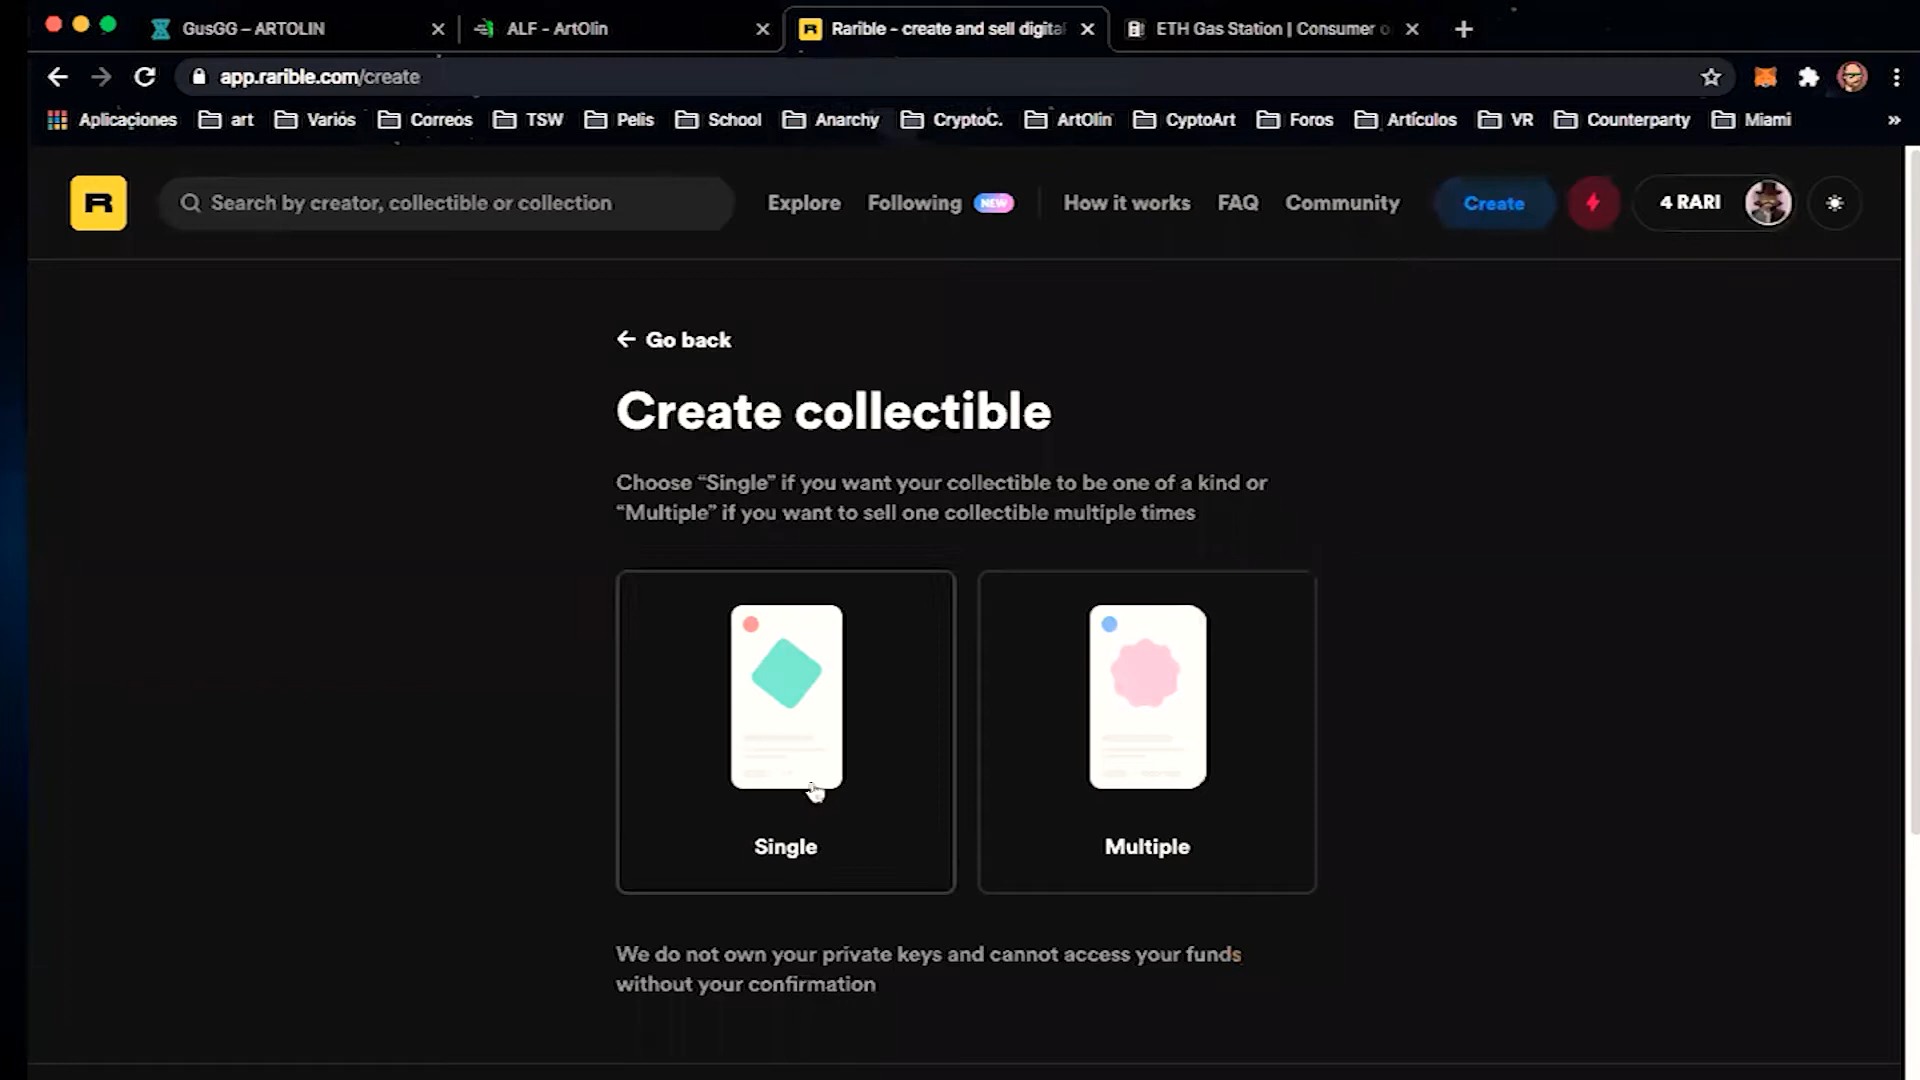 GusGG – ARTOLIN
ALF - ArtOlin
Rarible - create and sell digital
ETH Gas Station | Consumer o
app.rarible.com/create
Aplicaciones art Varios Correos TSW Pelis School Anarchy CryptoC. ArtOlin CyptoArt Foros Artículos VR Counterparty Miami »
R Search by creator, collectible or collection Explore Following NEW How it works FAQ Community Create 4 RARI
← Go back
Create collectible
Choose “Single” if you want your collectible to be one of a kind or
“Multiple” if you want to sell one collectible multiple times
Single
Multiple
We do not own your private keys and cannot access your funds
without your confirmation